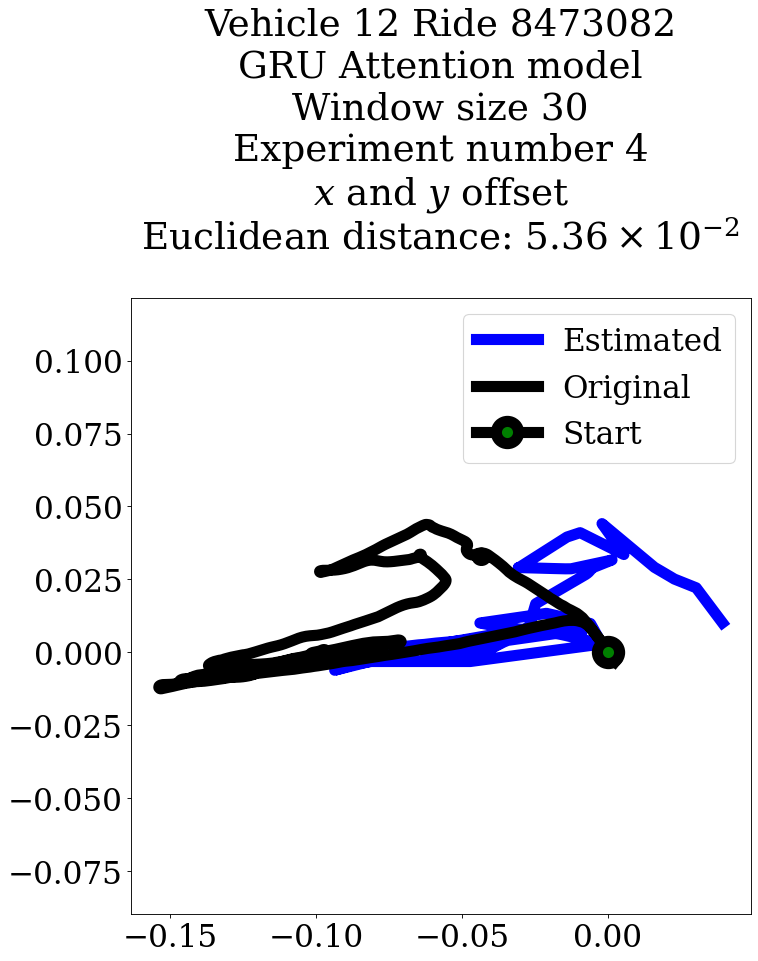 Vehicle 12 Ride 8473082
GRU Attention model
Window size 30
Experiment number 4
x and y offset
Euclidean distance: 5.36 × 10⁻²
Estimated
Original
Start
0.100
0.075
0.050
0.025
0.000
−0.025
−0.050
−0.075
−0.15
−0.10
−0.05
0.00